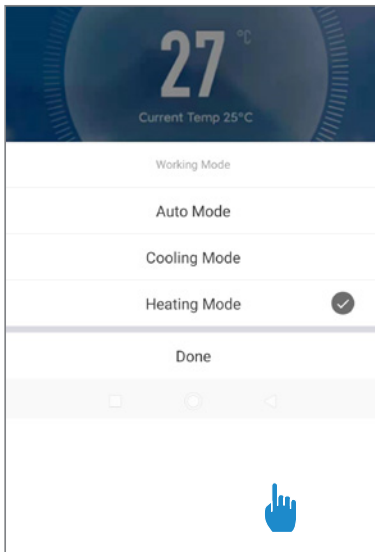 27 °C
Current Temp 25°C
Working Mode
Auto Mode
Cooling Mode
Heating Mode
Done